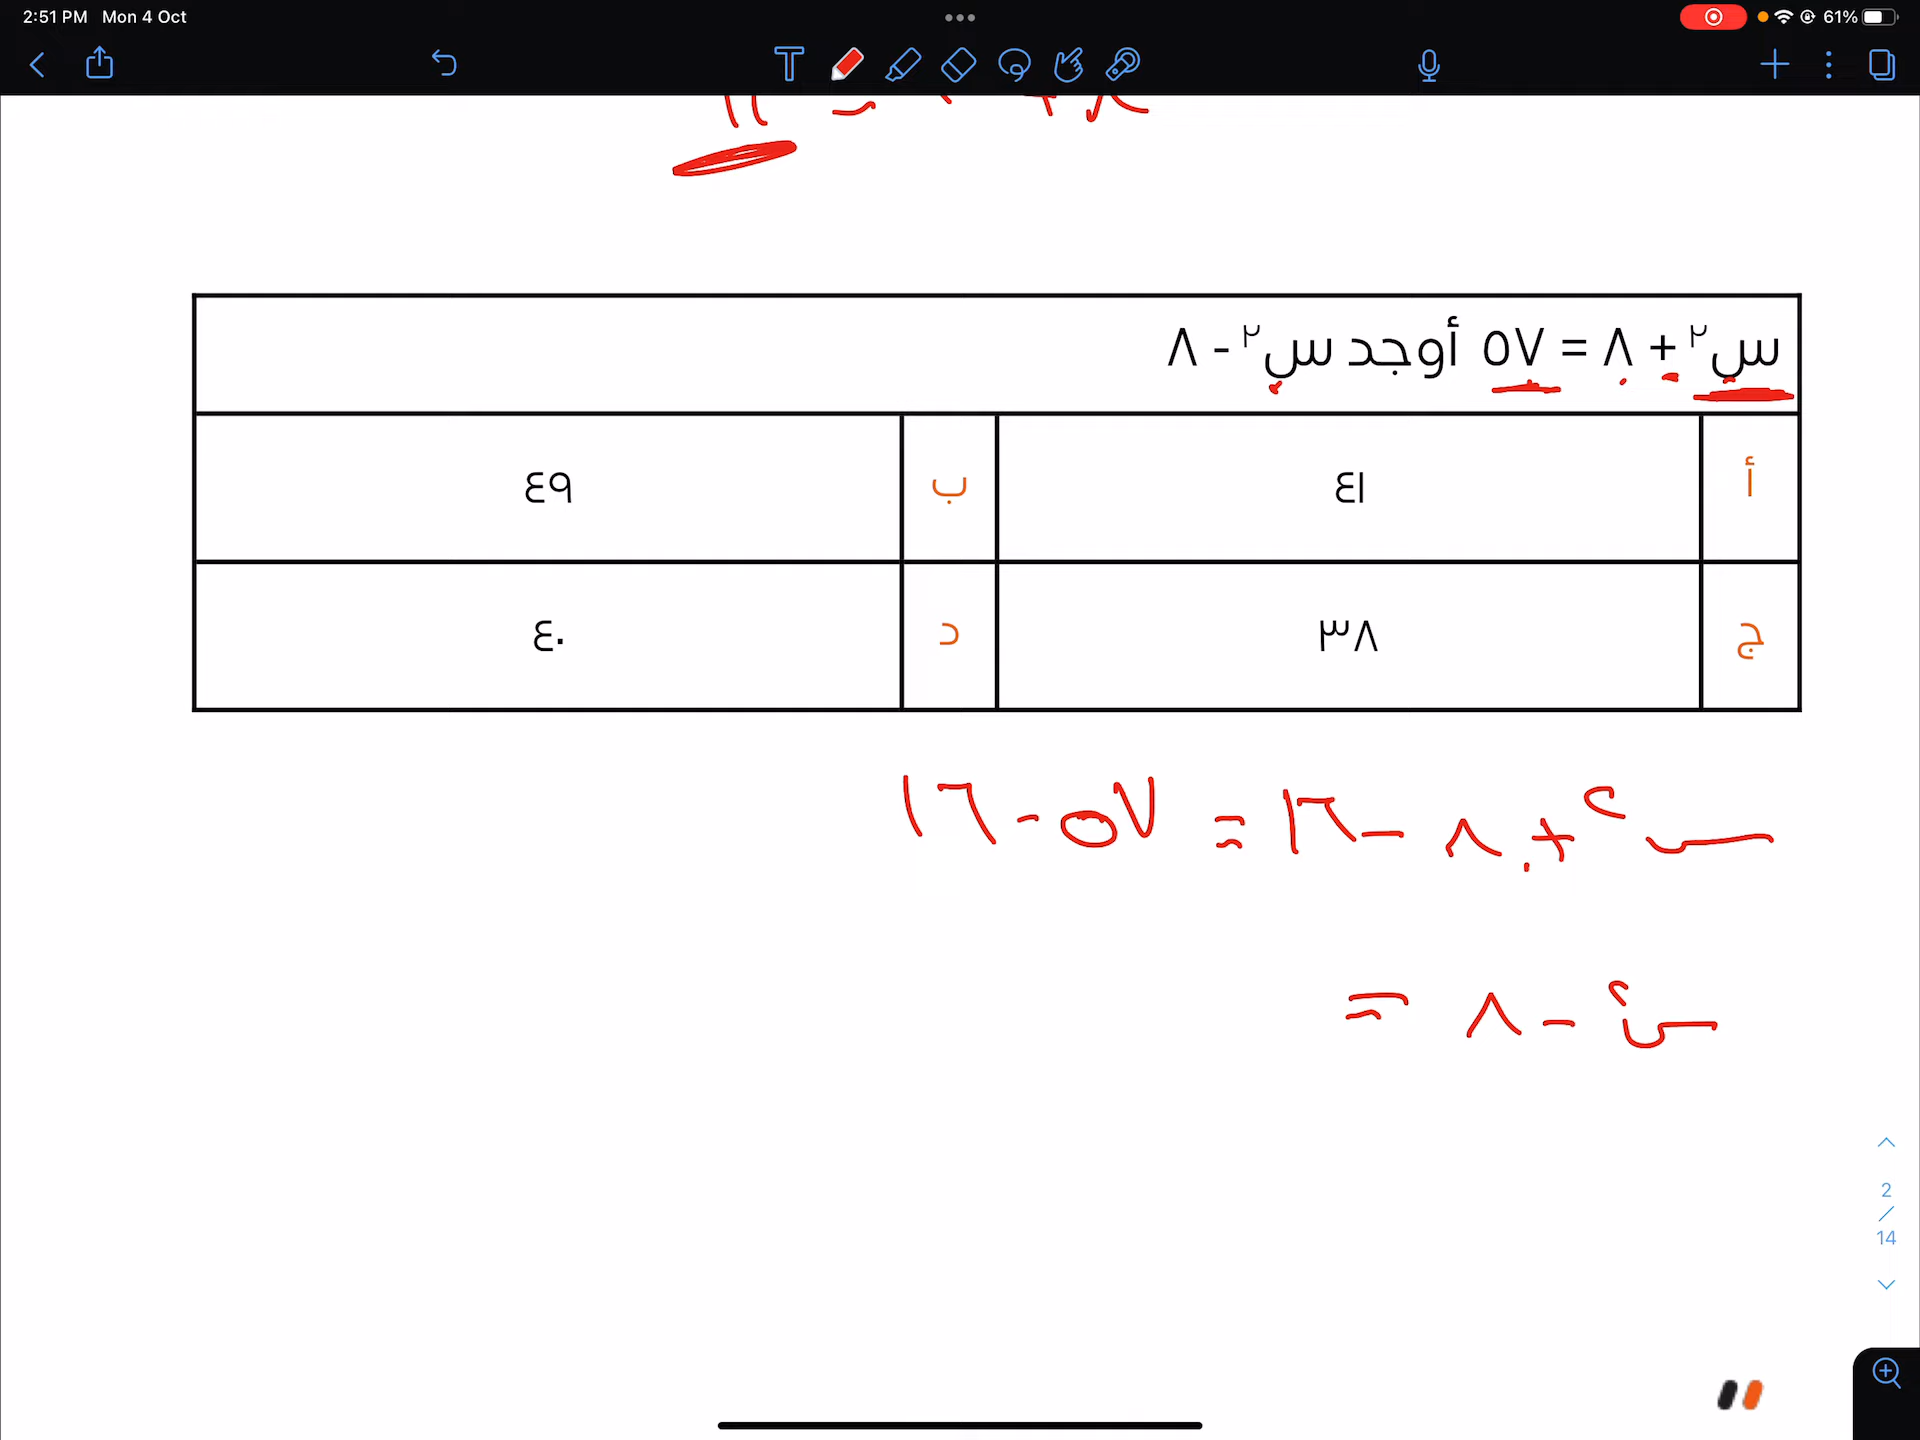 2:51 PM Mon 4 Oct
61%
س٢ + ٨ = ٥٧ أوجد س٢ - ٨
أ ٤١ ب ٤٩
ج ٣٨ د ٤٠
س٢ + ٨ - ١٦ = ٥٧ - ١٦
س٢ - ٨ =
2
/
14